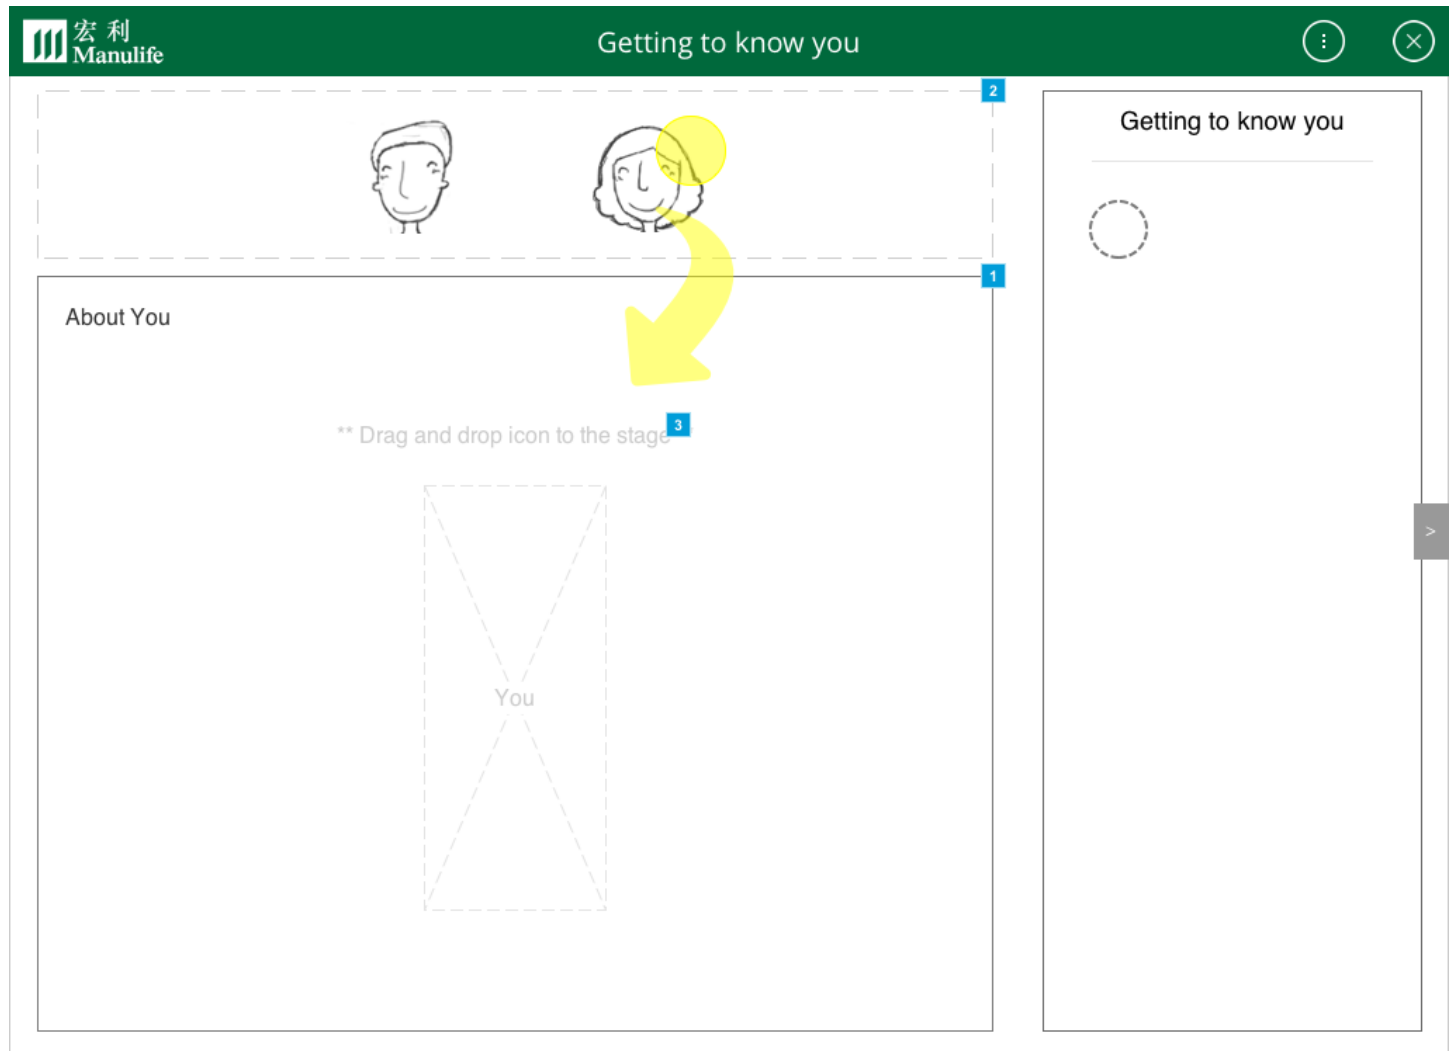 宏利
Manulife
Getting to know you
2
Getting to know you
1
About You
** Drag and drop icon to the stage
3
You
>